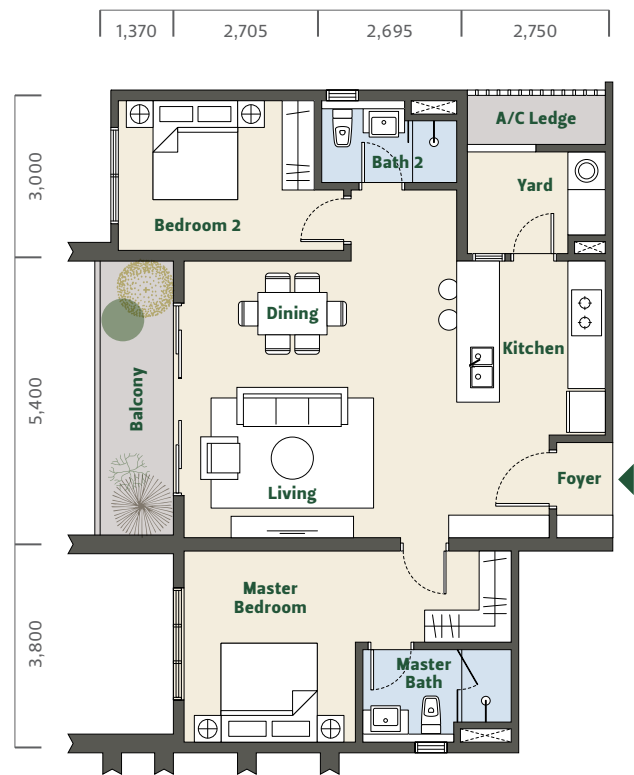 1,370 2,705 2,695 2,750
3,000
5,400
3,800
A/C Ledge
Bath 2
Yard
Bedroom 2
Dining
Kitchen
Balcony
Living
Foyer
Master
Bedroom
Master
Bath